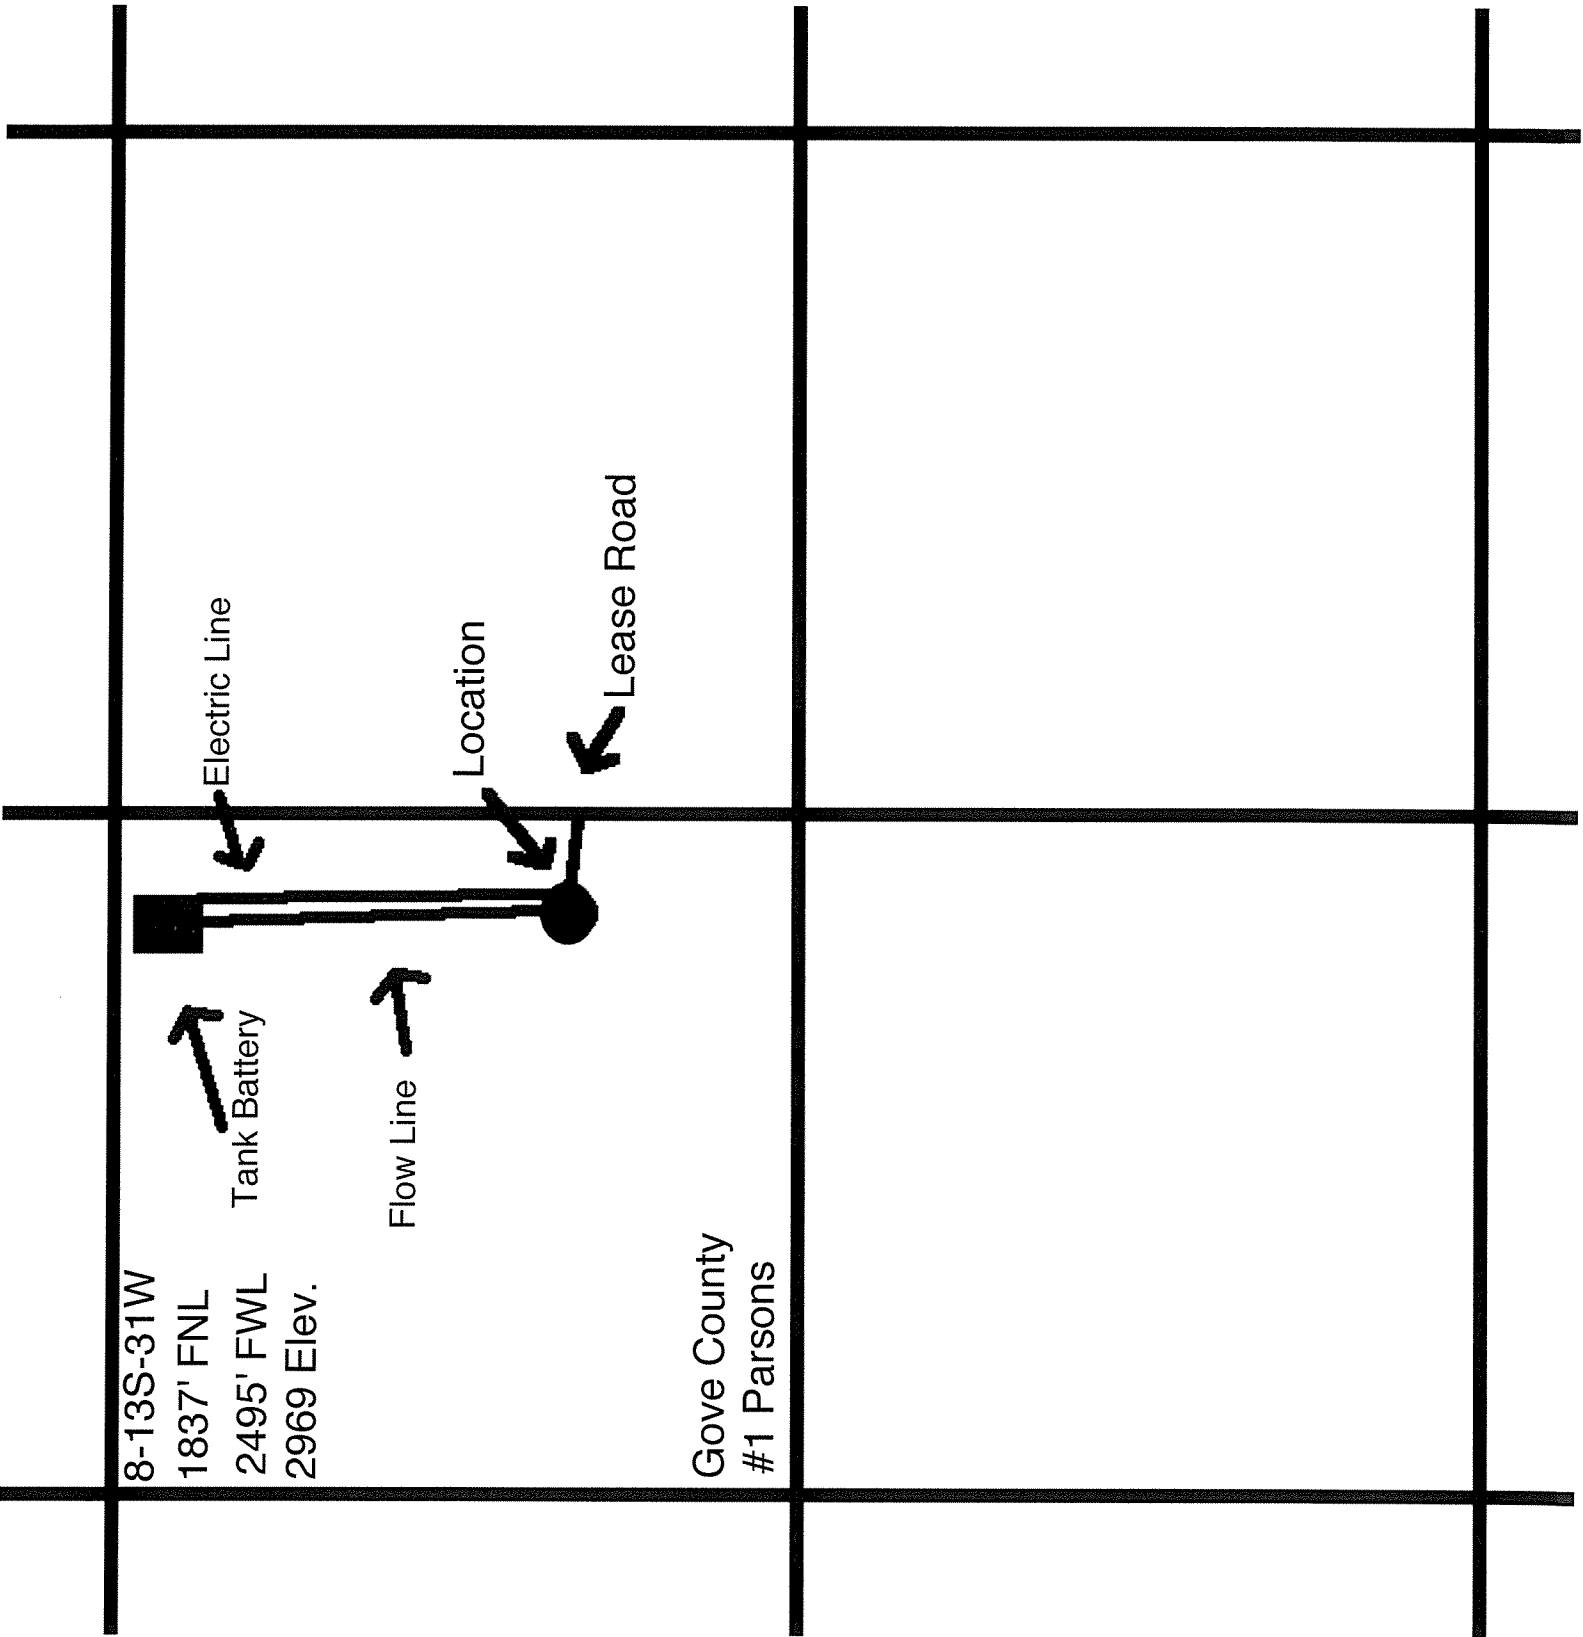 8-13S-31W
1837' FNL
2495' FWL
2969 Elev.
Tank Battery
Electric Line
Flow Line
Location
Lease Road
Gove County
#1 Parsons